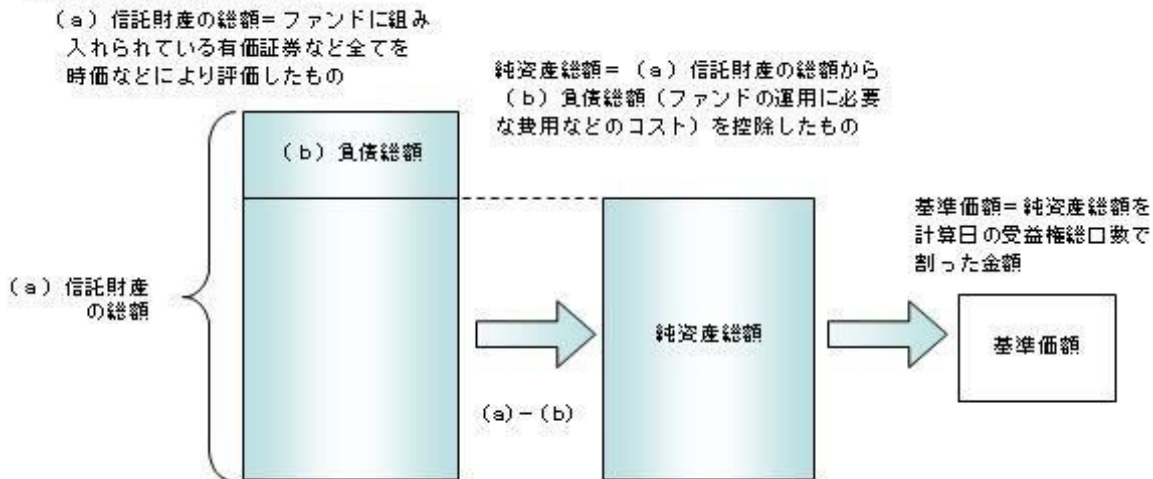 （a）信託財産の総額＝ファンドに組み
入れられている有価証券など全てを
時価などにより評価したもの
純資産総額＝（a）信託財産の総額から
（b）負債総額（ファンドの運用に必要
な費用などのコスト）を控除したもの
（b）負債総額
基準価額＝純資産総額を
計算日の受益権総口数で
割った金額
（a）信託財産
の総額
純資産総額
基準価額
（a）－（b）